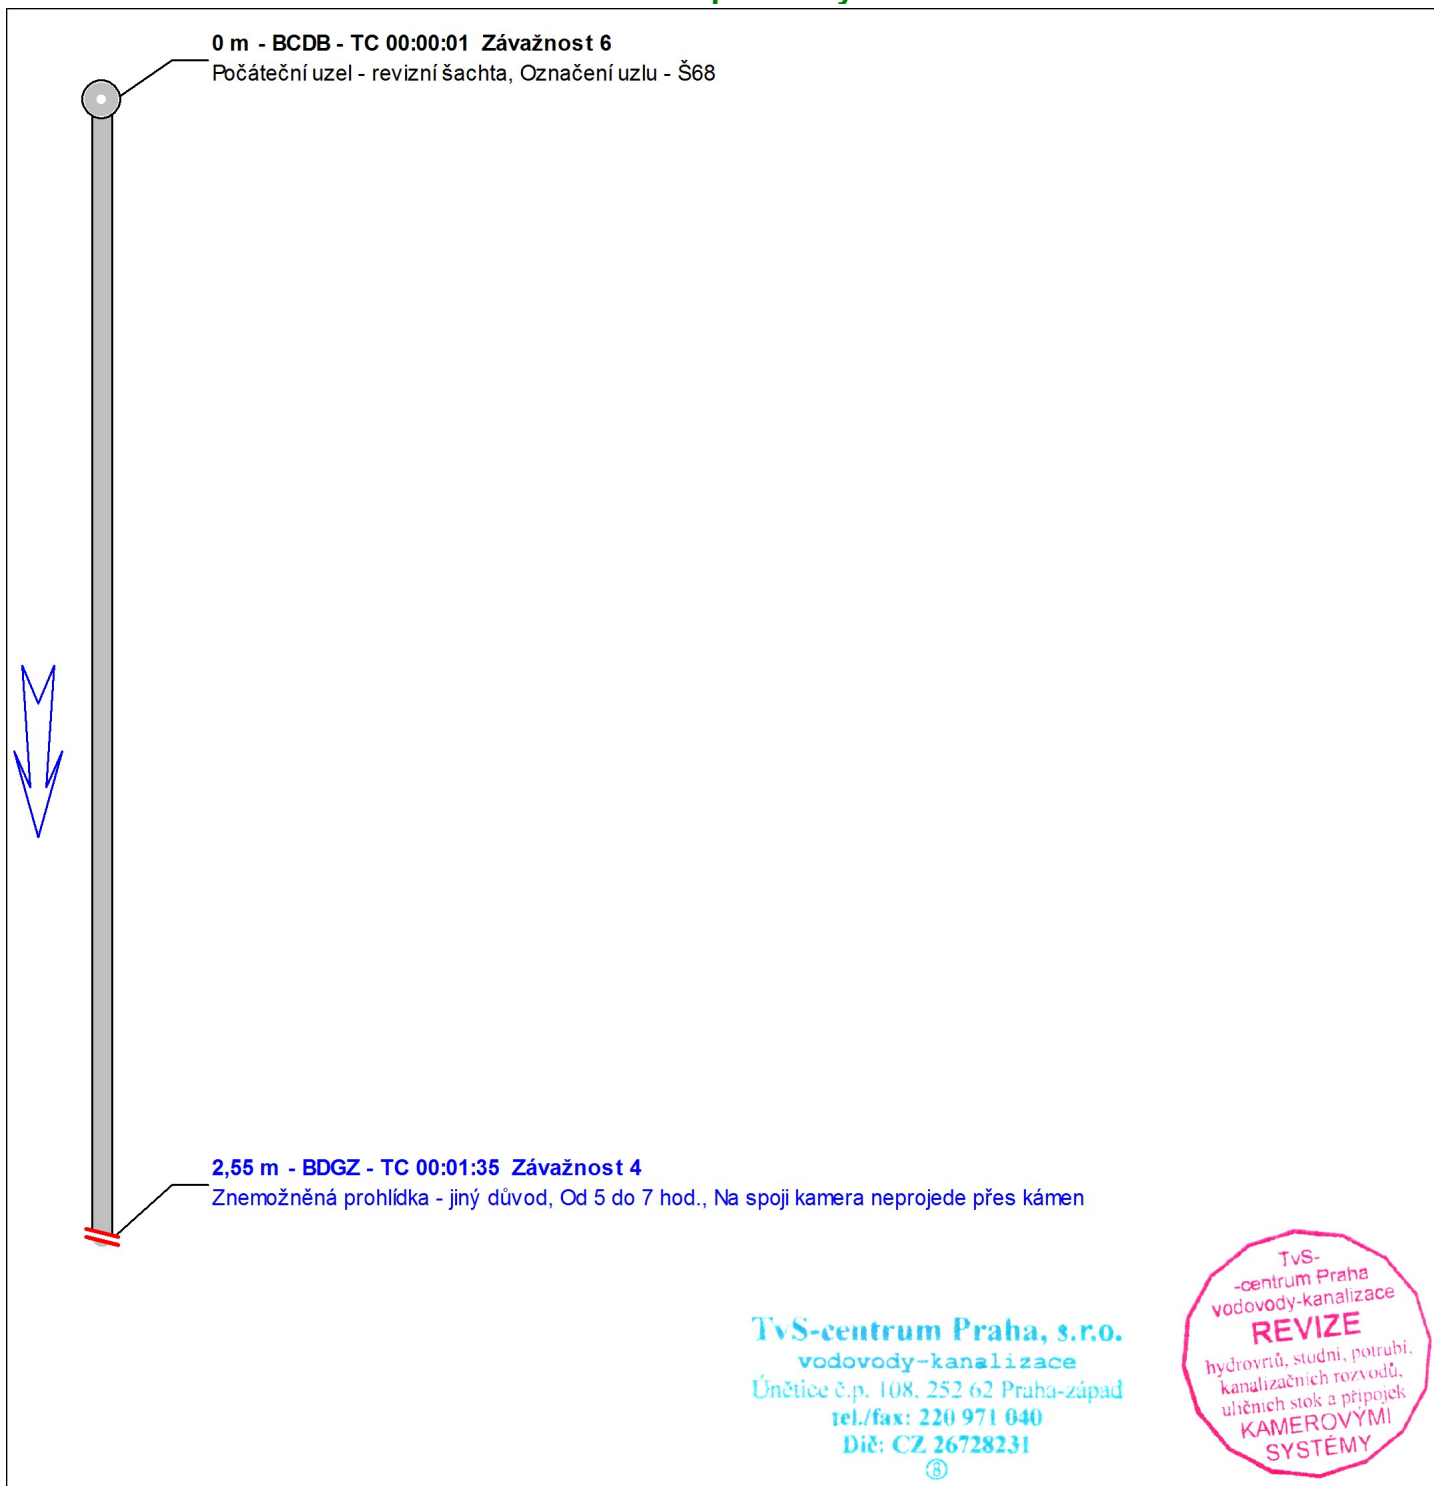 0 m - BCDB - TC 00:00:01 Závažnost 6
Počáteční uzel - revizní šachta, Označení uzlu - Š68
2,55 m - BDGZ - TC 00:01:35 Závažnost 4
Znemožněná prohlídka - jiný důvod, Od 5 do 7 hod., Na spoji kamera neprojede přes kámen
TvS-centrum Praha, s.r.o.
vodovody-kanalizace
Únětice č.p. 108, 252 62 Praha-západ
tel./fax: 220 971 040
Dič: CZ 26728231
⑧
TvS-
-centrum Praha
vodovody-kanalizace
REVIZE
hydrovrtů, studni, potrubí,
kanalizačních rozvodů,
uličních stok a přípojek
KAMEROVÝMI
SYSTÉMY